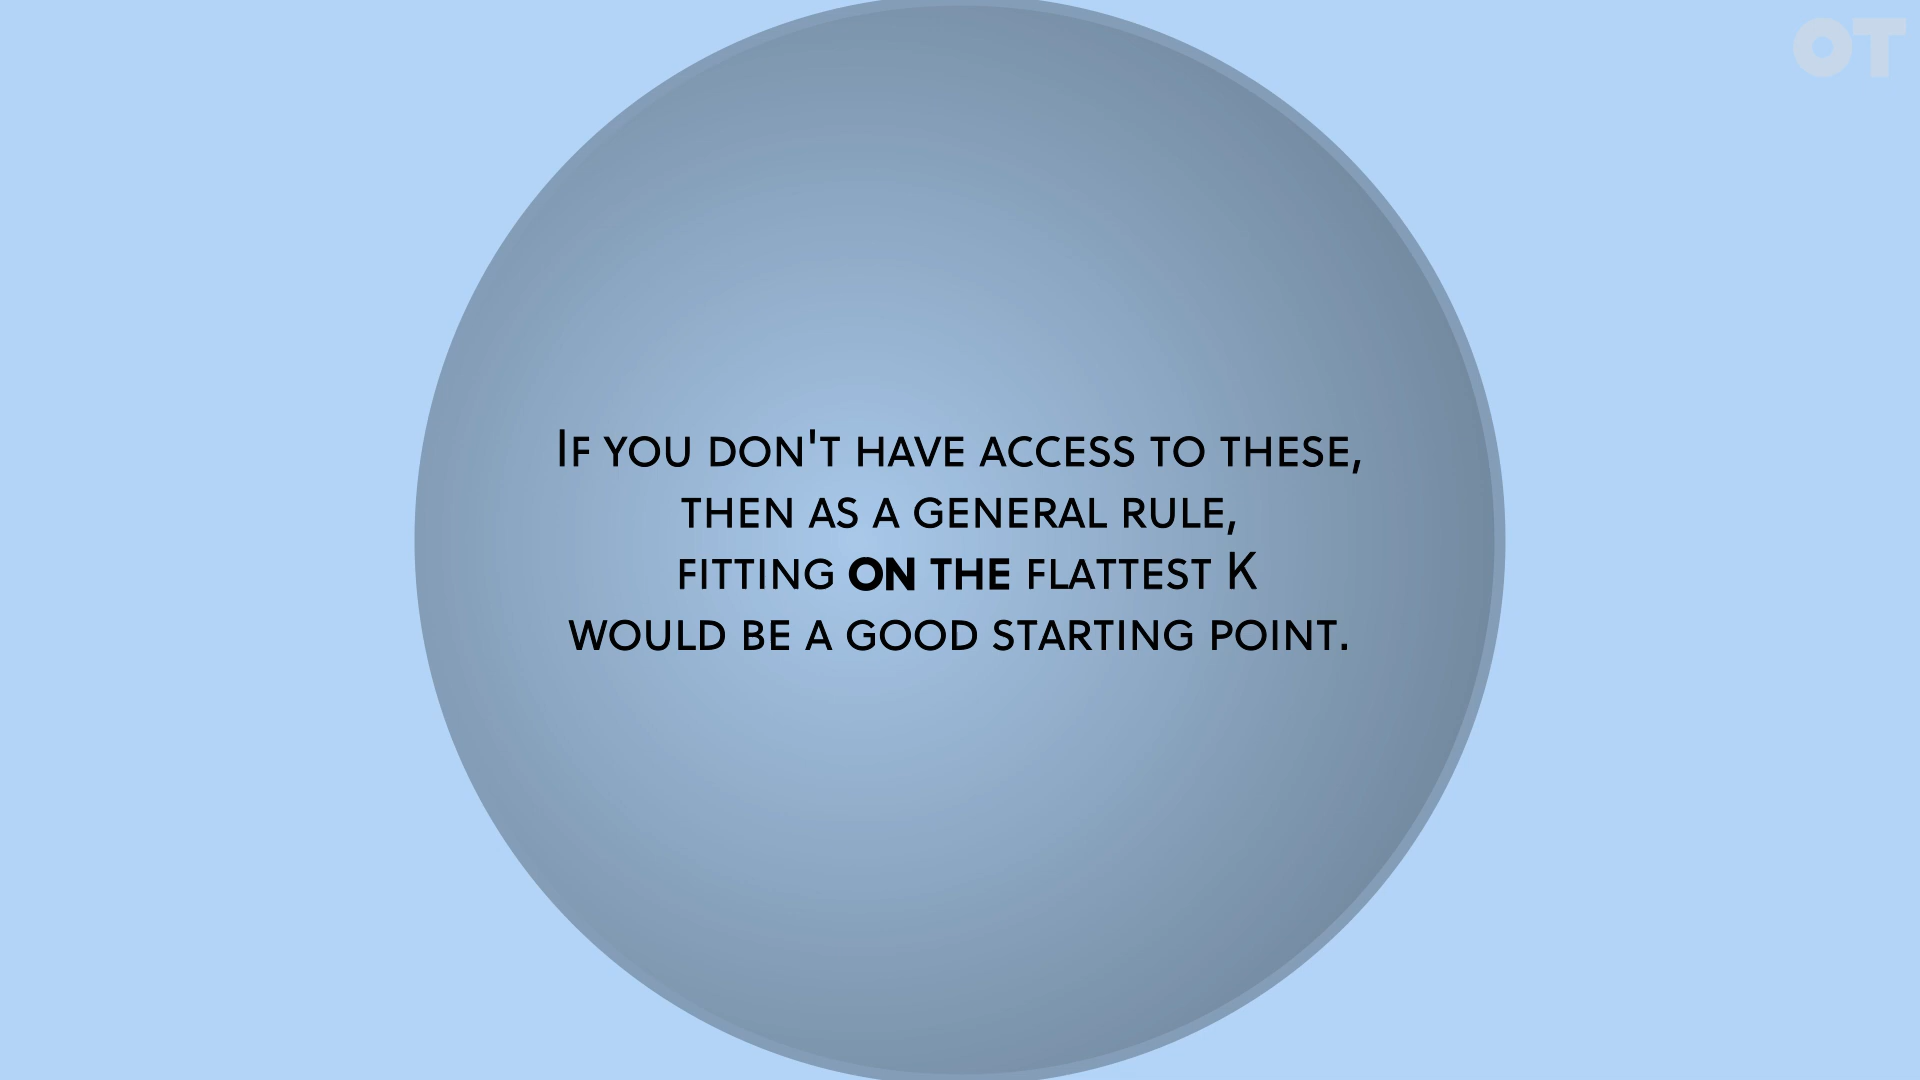 OT
If you don't have access to these,
then as a general rule,
fitting on the flattest K
would be a good starting point.